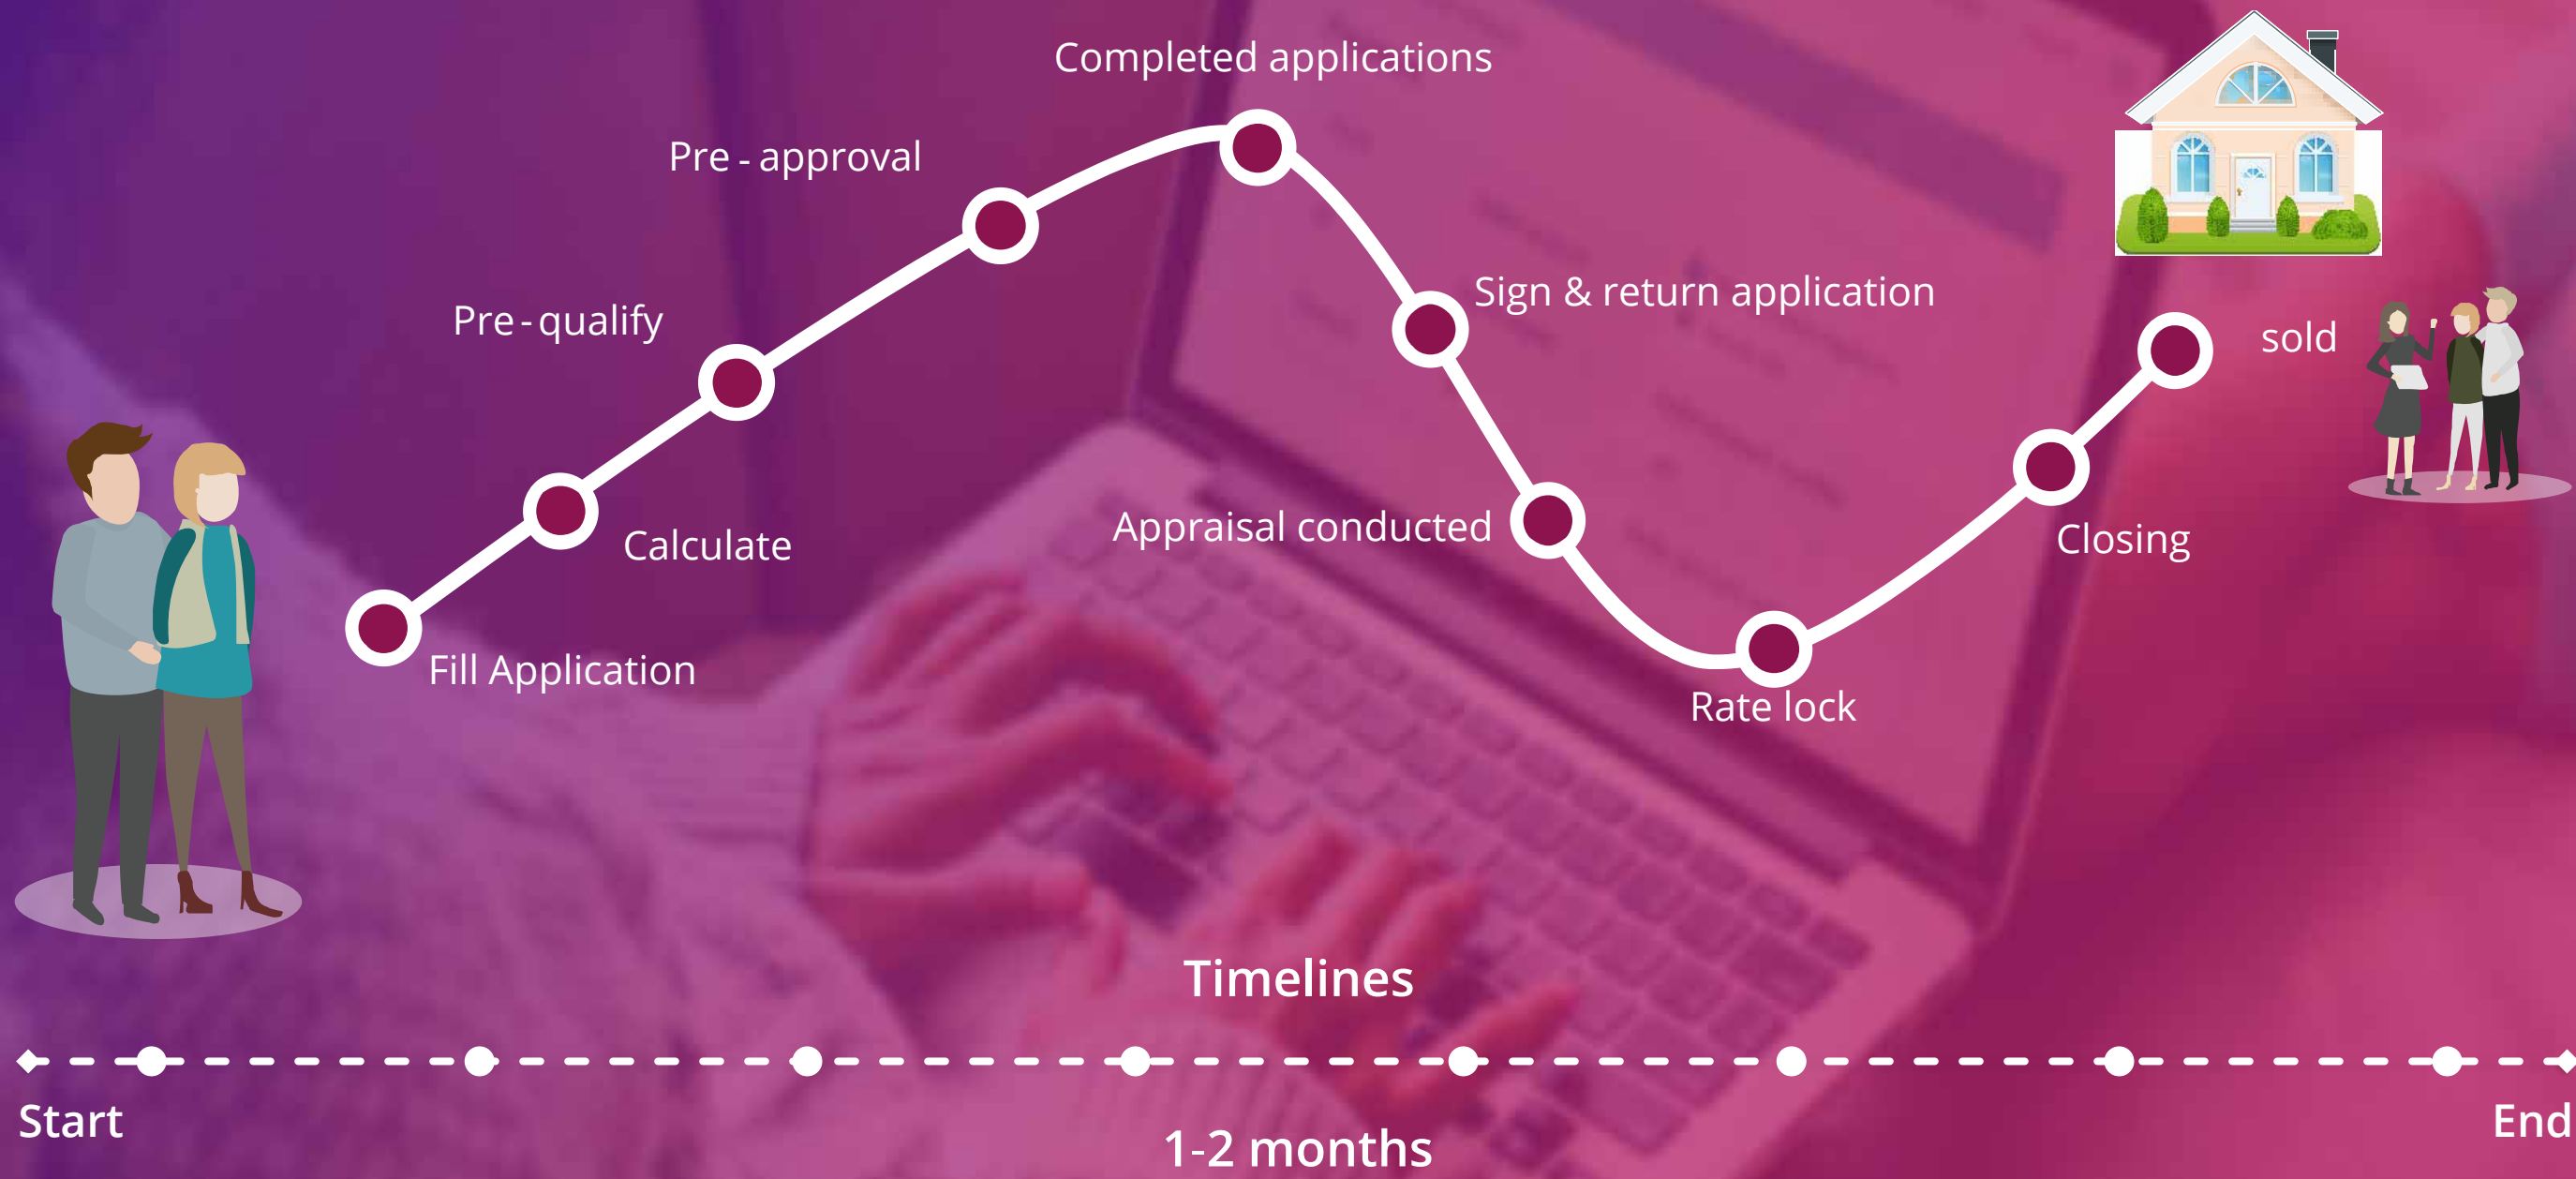 Completed applications
Pre - approval
Sign & return application
Pre - qualify
sold
Appraisal conducted
Closing
Calculate
Fill Application
Rate lock
Timelines
Start
End
1-2 months